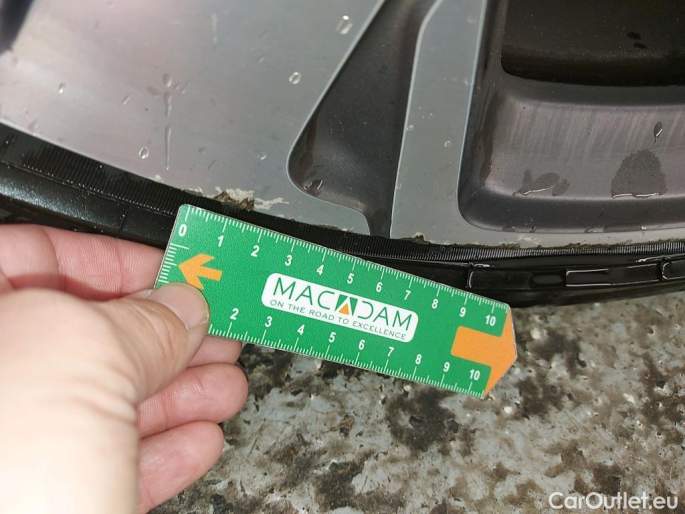 0 1 2 3 4 5 6 7 8 9 10
MACADAM
ON THE ROAD TO EXCELLENCE
2 3 4 5 6 7 8 9 10
CarOutlet.eu